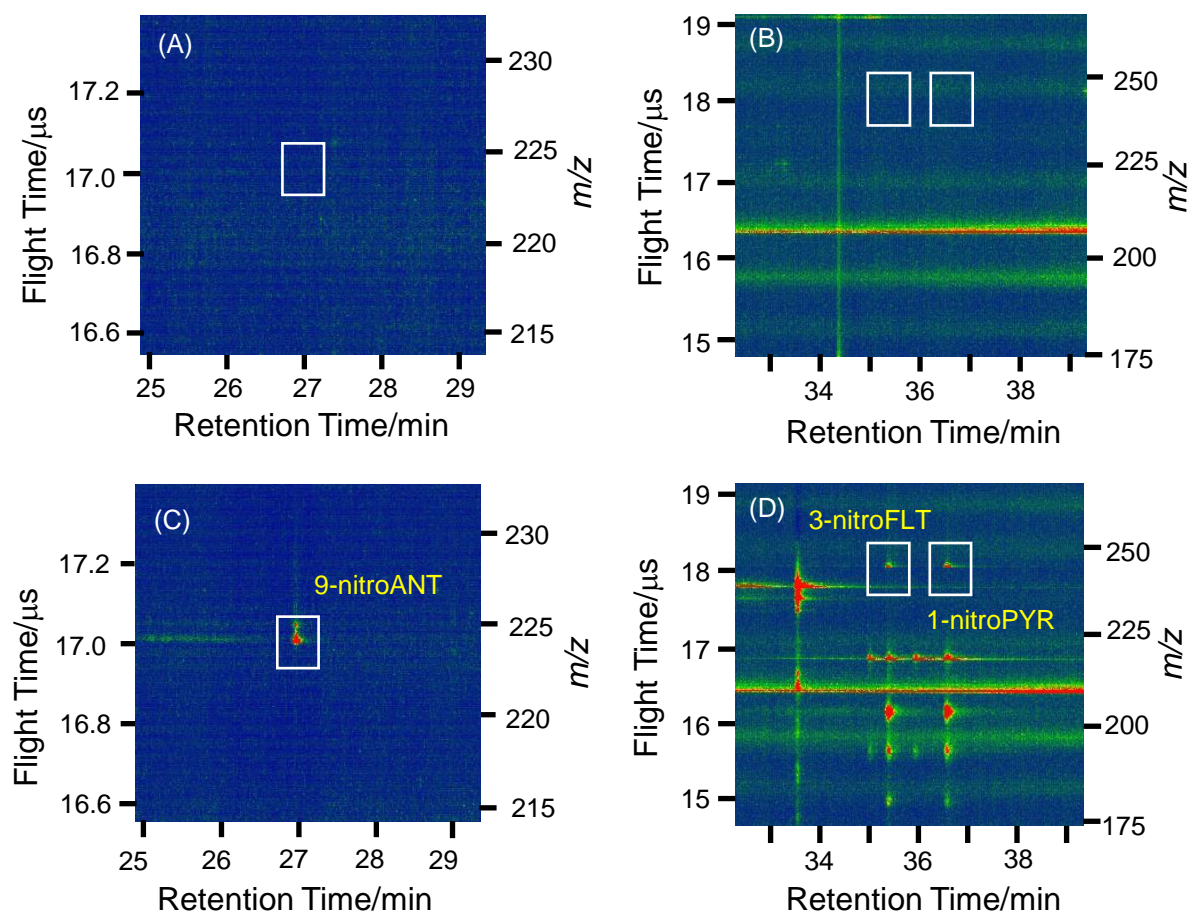 (A)
Flight Time/μs
17.2
17.0
16.8
16.6
230
225
220
215
m/z
25 26 27 28 29
Retention Time/min
(B)
Flight Time/μs
19
18
17
16
15
250
225
200
175
m/z
34 36 38
Retention Time/min
(C)
9-nitroANT
Flight Time/μs
17.2
17.0
16.8
16.6
230
225
220
215
m/z
25 26 27 28 29
Retention Time/min
(D)
3-nitroFLT
1-nitroPYR
Flight Time/μs
19
18
17
16
15
250
225
200
175
m/z
34 36 38
Retention Time/min